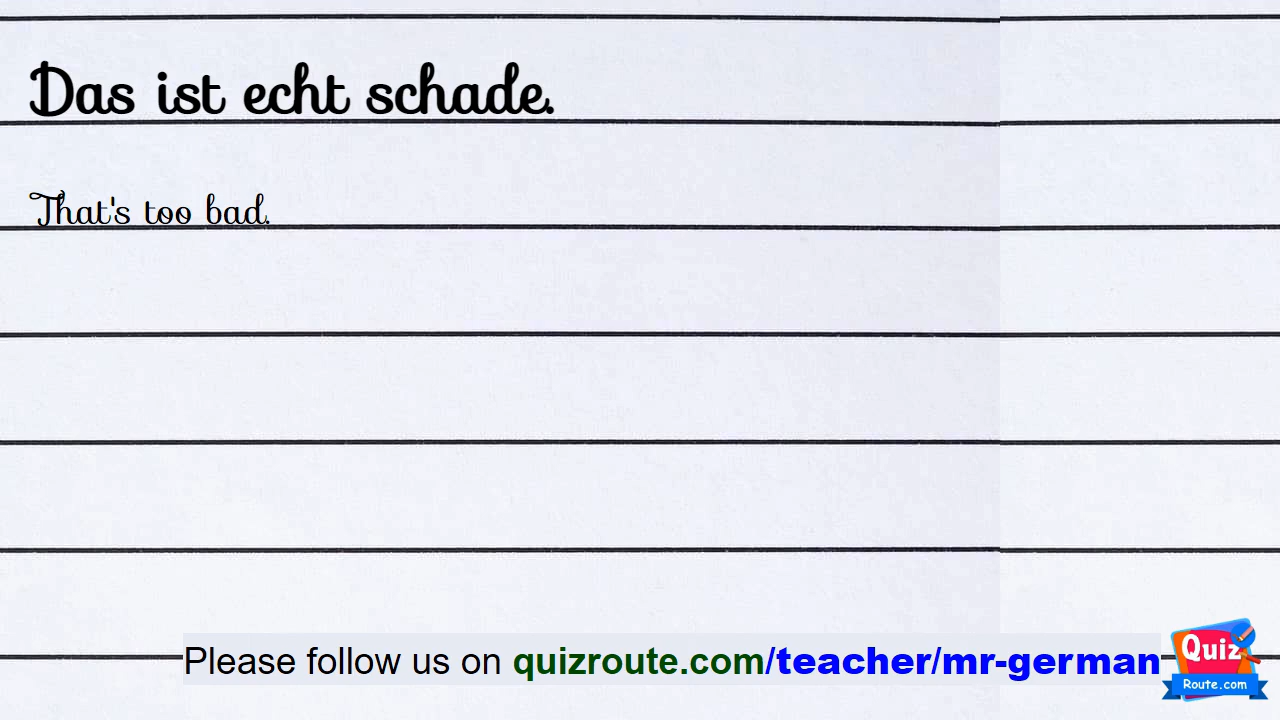 Das ist echt schade.
That's too bad.
Please follow us on quizroute.com/teacher/mr-german
Quiz
Route.com